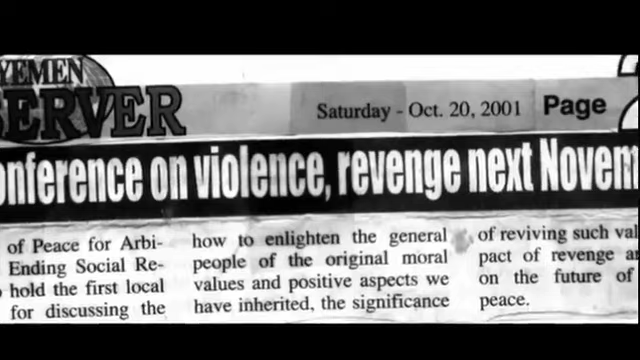 YEMEN
SERVER
Saturday - Oct. 20, 2001 Page
onference on violence, revenge next Novem
of Peace for Arbi-
Ending Social Re-
hold the first local
for discussing the
how to enlighten the general
people of the original moral
values and positive aspects we
have inherited, the significance
of reviving such val
pact of revenge a
on the future of
peace.